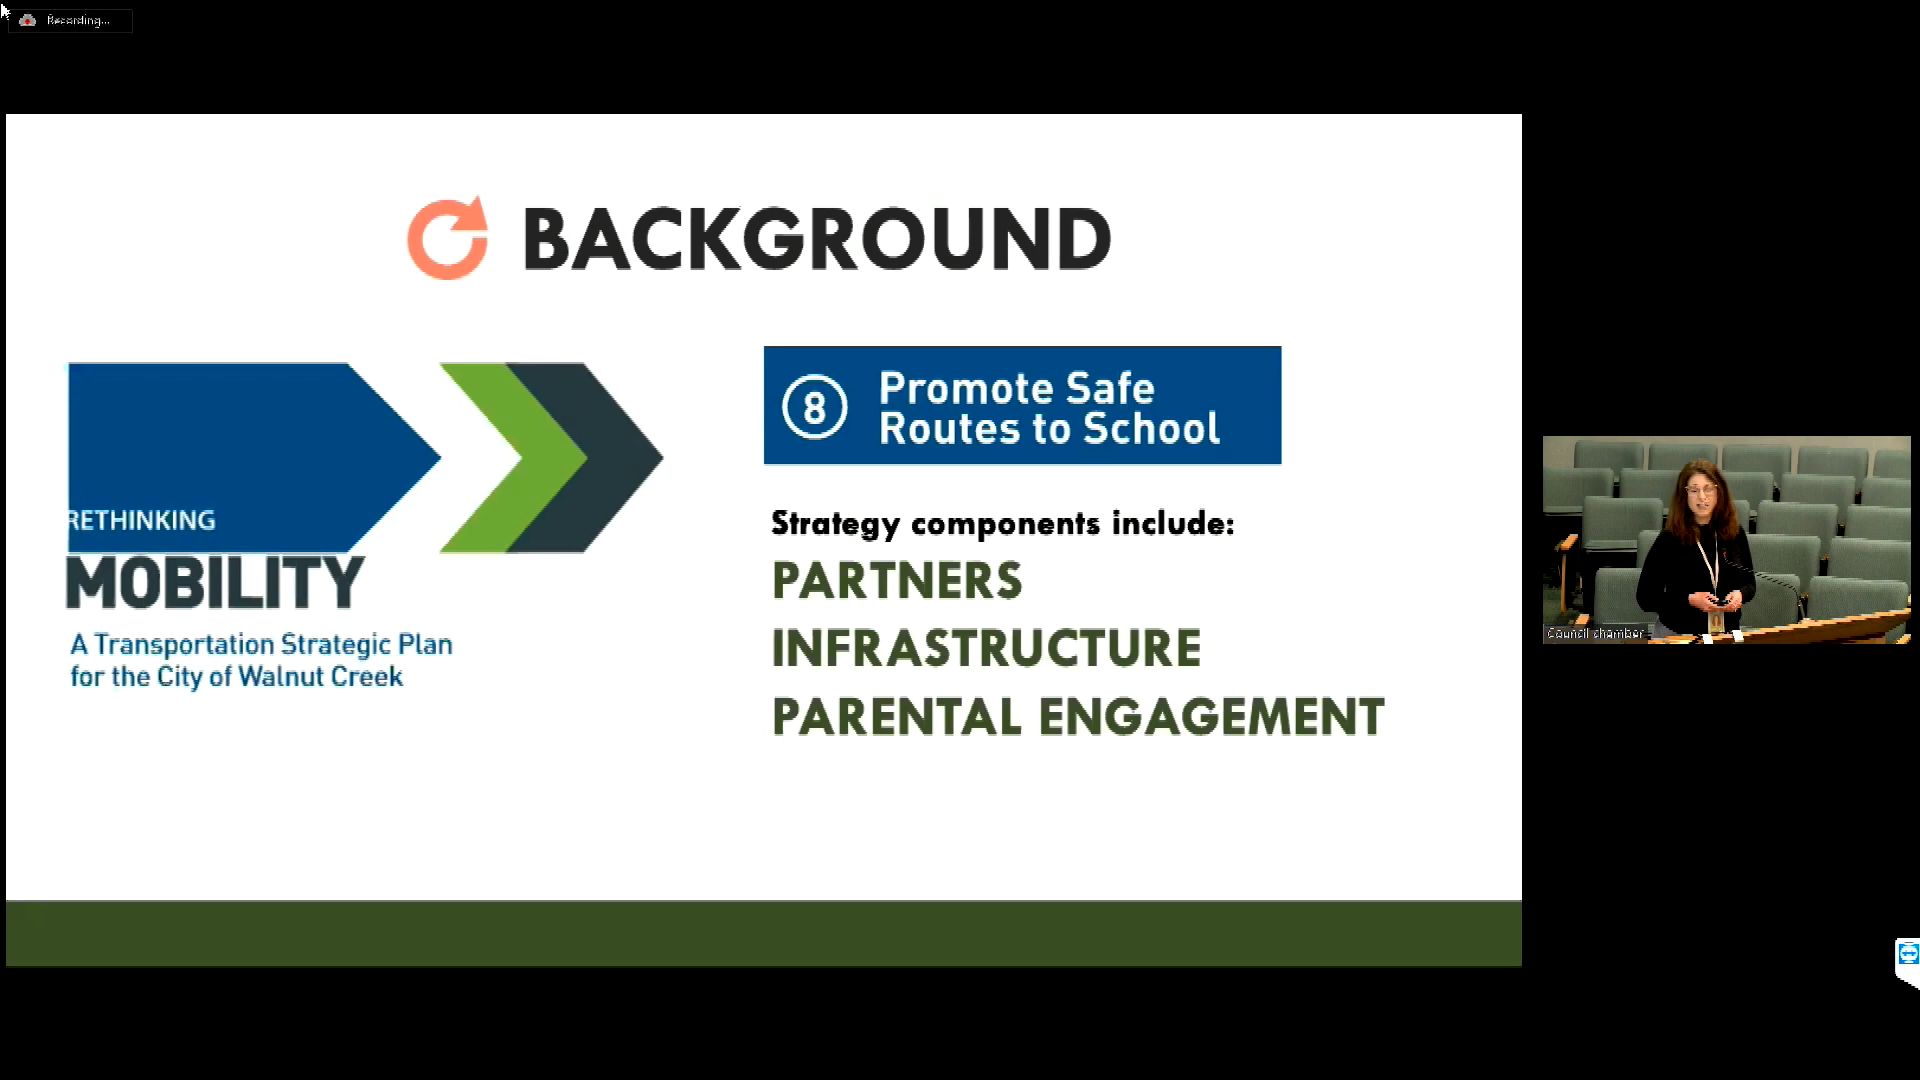 Recording...
BACKGROUND
RETHINKING
MOBILITY
A Transportation Strategic Plan
for the City of Walnut Creek
8
Promote Safe
Routes to School
Strategy components include:
PARTNERS
INFRASTRUCTURE
PARENTAL ENGAGEMENT
Council chamber